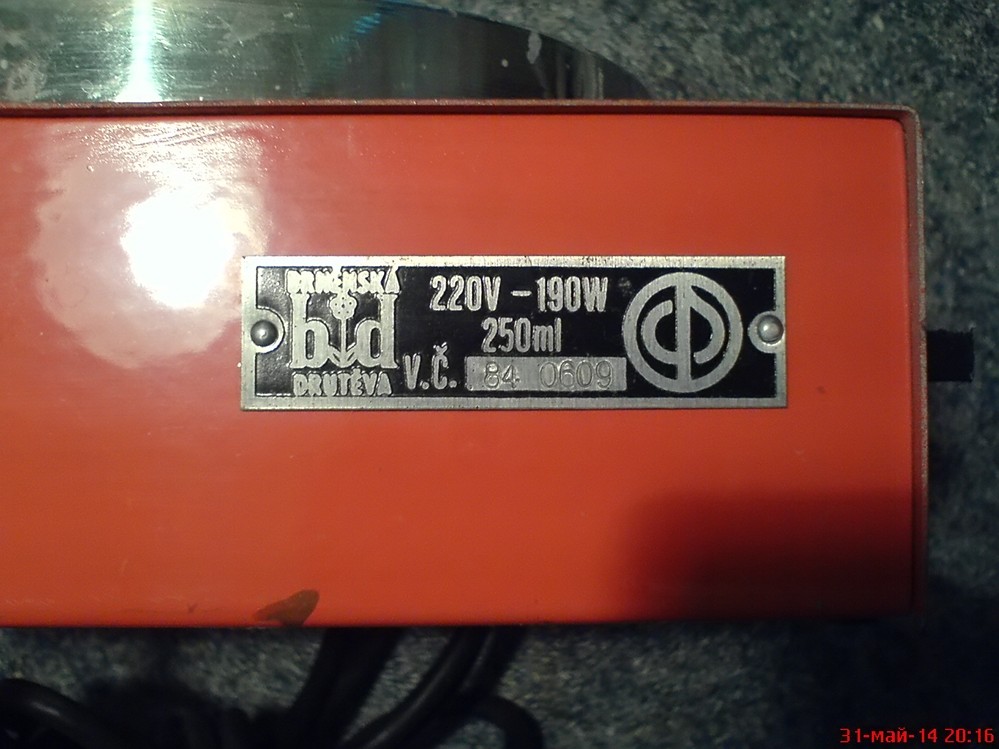 BRNĚNSKÁ
bd
DRUTĚVA
220V - 190W
250ml
V.Č. 84 0609
31-май-14 20:16